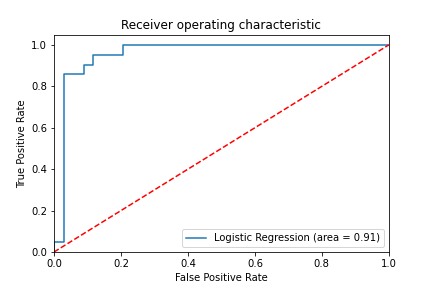 Receiver operating characteristic
1.0
0.8
0.6
0.4
0.2
0.0
True Positive Rate
Logistic Regression (area = 0.91)
0.0 0.2 0.4 0.6 0.8 1.0
False Positive Rate